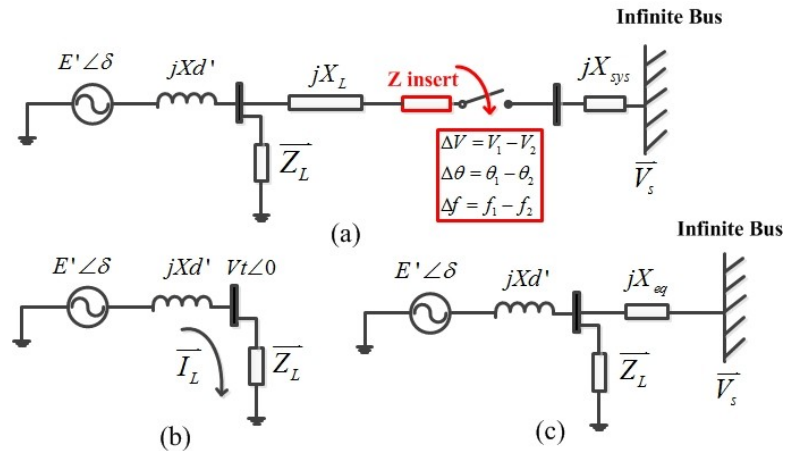 Infinite Bus
E'∠δ
jXd'
jX_L
Z insert
jX_sys
Z_L
ΔV = V_1 − V_2
Δθ = θ_1 − θ_2
Δf = f_1 − f_2
V_s
(a)
Infinite Bus
E'∠δ
jXd'
Vt∠0
I_L
Z_L
(b)
E'∠δ
jXd'
jX_eq
Z_L
V_s
(c)